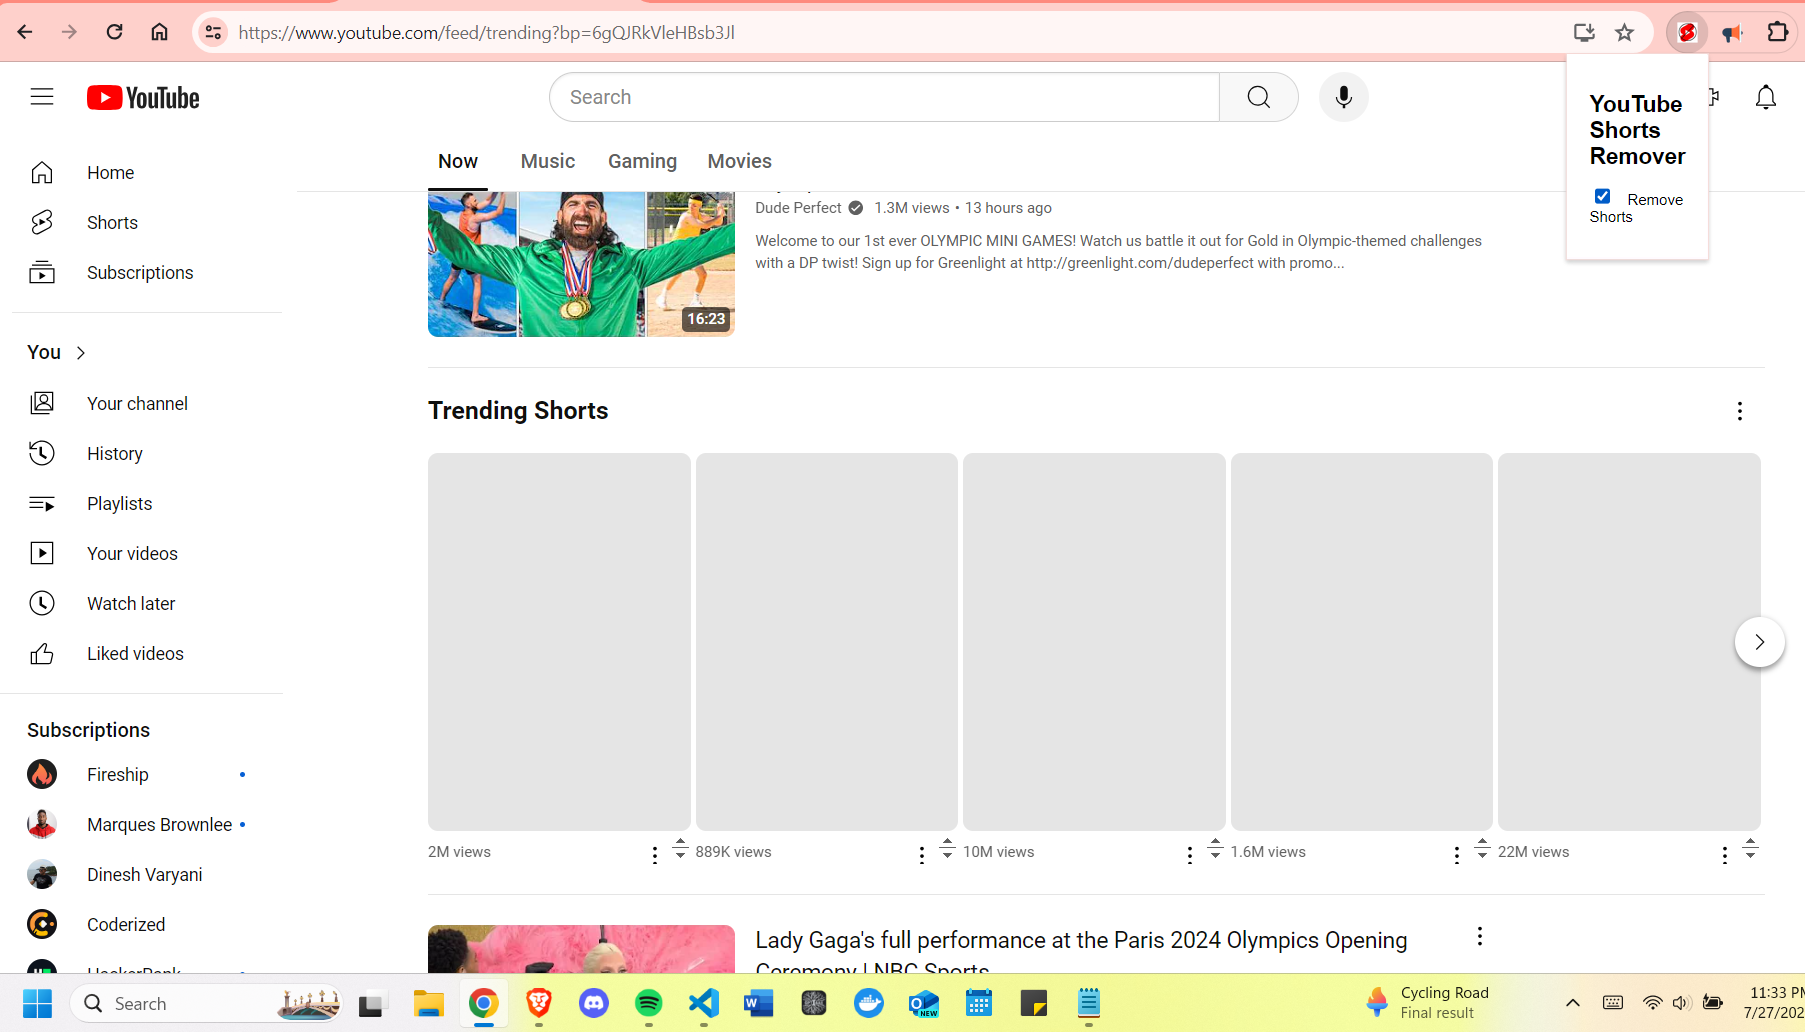 https://www.youtube.com/feed/trending?bp=6gQJRkVleHBsb3Jl
YouTube
Search
YouTube
Shorts
Remover
Remove
Shorts
Now Music Gaming Movies
Home
Shorts
Subscriptions
You
Your channel
History
Playlists
Your videos
Watch later
Liked videos
Subscriptions
Fireship
Marques Brownlee
Dinesh Varyani
Coderized
HackerRank
Dude Perfect 1.3M views • 13 hours ago
Welcome to our 1st ever OLYMPIC MINI GAMES! Watch us battle it out for Gold in Olympic-themed challenges
with a DP twist! Sign up for Greenlight at http://greenlight.com/dudeperfect with promo...
16:23
Trending Shorts
2M views 889K views 10M views 1.6M views 22M views
Lady Gaga's full performance at the Paris 2024 Olympics Opening
Ceremony | NBC Sports
Search
NEW
Cycling Road
Final result
11:33 PM
7/27/202